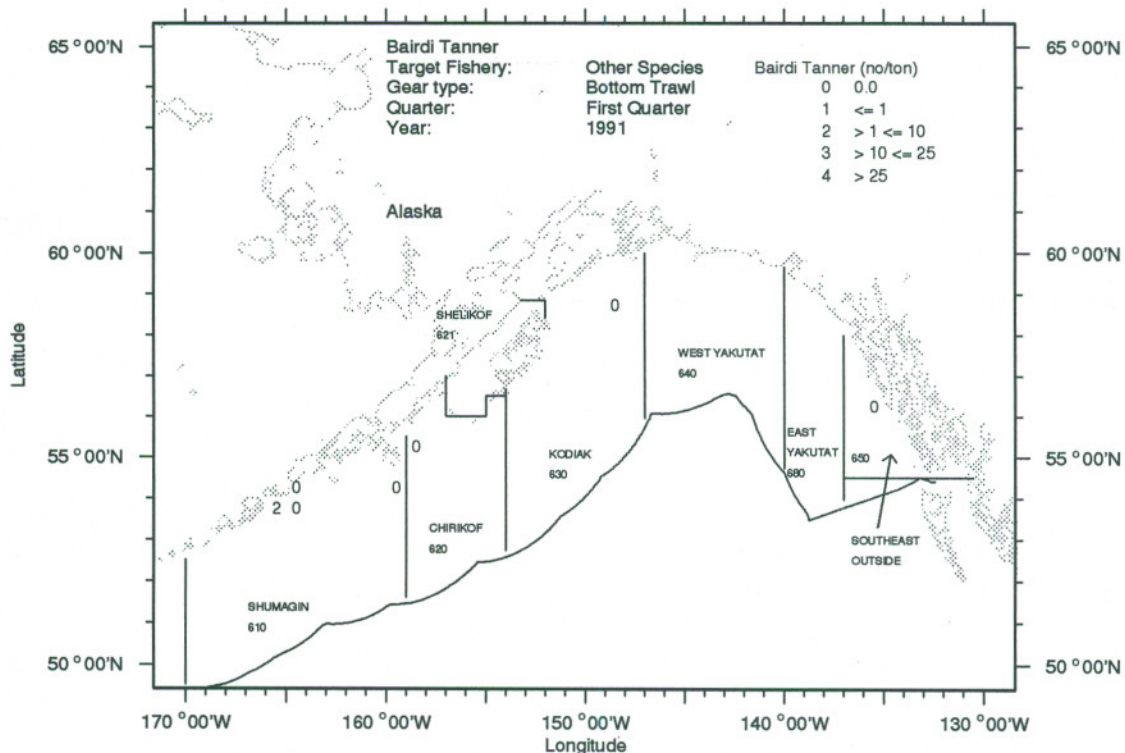 65°00'N
65°00'N
Bairdi Tanner
Target Fishery: Other Species
Gear type: Bottom Trawl
Quarter: First Quarter
Year: 1991
Bairdi Tanner (no/ton)
0 0.0
1 <= 1
2 > 1 <= 10
3 > 10 <= 25
4 > 25
Alaska
60°00'N
60°00'N
Latitude
SHELIKOF
621
0
WEST YAKUTAT
640
0
EAST
YAKUTAT
680
650
0
KODIAK
630
55°00'N
55°00'N
0
0
2 0
CHIRIKOF
620
SOUTHEAST
OUTSIDE
SHUMAGIN
610
50°00'N
50°00'N
170°00'W
160°00'W
150°00'W
140°00'W
130°00'W
Longitude